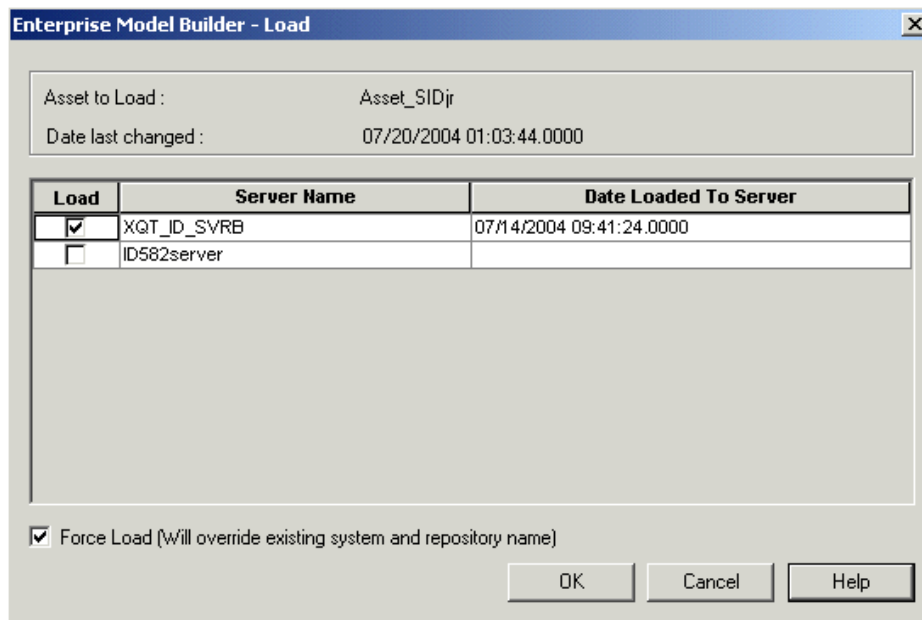 Enterprise Model Builder - Load
Asset to Load : Asset_SIDjr
Date last changed : 07/20/2004 01:03:44.0000
Load Server Name Date Loaded To Server
XQT_ID_SVRB 07/14/2004 09:41:24.0000
ID582server
Force Load (Will override existing system and repository name)
OK Cancel Help